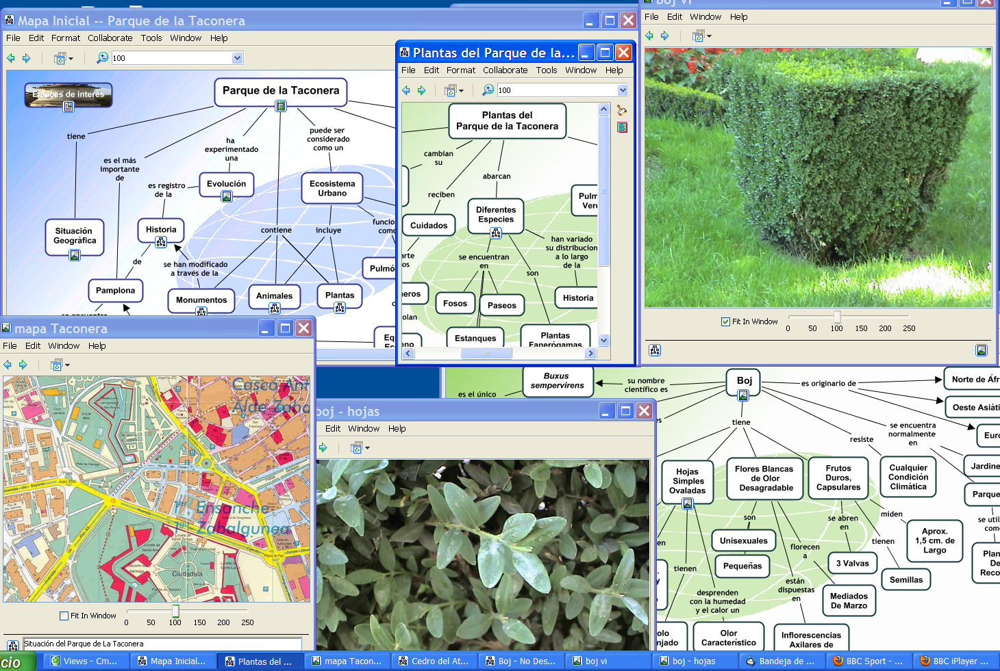 Mapa Inicial -- Parque de la Taconera
File Edit Format Collaborate Tools Window Help
100
Enlaces de interés
Parque de la Taconera
tiene
es el más
importante
de
ha
experimentado
una
puede ser
considerado
como un
es registro
de la
Evolución
Ecosistema
Urbano
Situación
Geográfica
Historia
contiene
incluye
funcio
como
de
se han modificado
a través de la
Pulmó
Pamplona
Monumentos
Animales
Plantas
Eq
Plantas del Parque de la...
File Edit Format Collaborate Tools Window Help
100
Plantas del
Parque de la Taconera
cambian
su
abarcan
reciben
Diferentes
Especies
Pulm
Verd
Cuidados
han variado
su distribucion
a lo largo
de la
arte
os
se encuentran
en
son
neros
Fosos
Paseos
Historia
olan
eno
Estanques
Plantas
Fanerógamas
boj vi
File Edit Window Help
Fit In Window
0 50 100 150 200 250
mapa Taconera
File Edit Window Help
Casco Ant
Alde Zaha
1er Ensanche
1go Zabalgunea
Ciudadela
Fit In Window
0 50 100 150 200 250
Situación del Parque de La Taconera
boj - hojas
Edit Window Help
Buxus
sempervirens
es el único
su nombre
científico es
Boj
es originario de
Norte de Áfr
Oeste Asiáti
Euro
tiene
resiste
se encuentra
normalmente
en
Hojas
Simples
Ovaladas
Flores Blancas
de Olor
Desagradable
Frutos
Duros,
Capsulares
Cualquier
Condición
Climática
Jardine
Parque
son
se abren
en
miden
tienen
Aprox.
1,5 cm. de
Largo
se util
como
Unisexuales
Pequeñas
florecen
a
3 Valvas
Semillas
Plan
De
Reco
en
tienen
desprenden
con la humedad
y el calor un
están
dispuestas
en
Mediados
De Marzo
olo
njado
Olor
Característico
Inflorescencias
Axilares de
cio
Views - Cm...
Mapa Inicial...
Plantas del ...
mapa Tacon...
Cedro del At...
Boj - No Des...
boj vi
boj - hojas
Bandeja de ...
BBC Sport - ...
BBC iPlayer ...